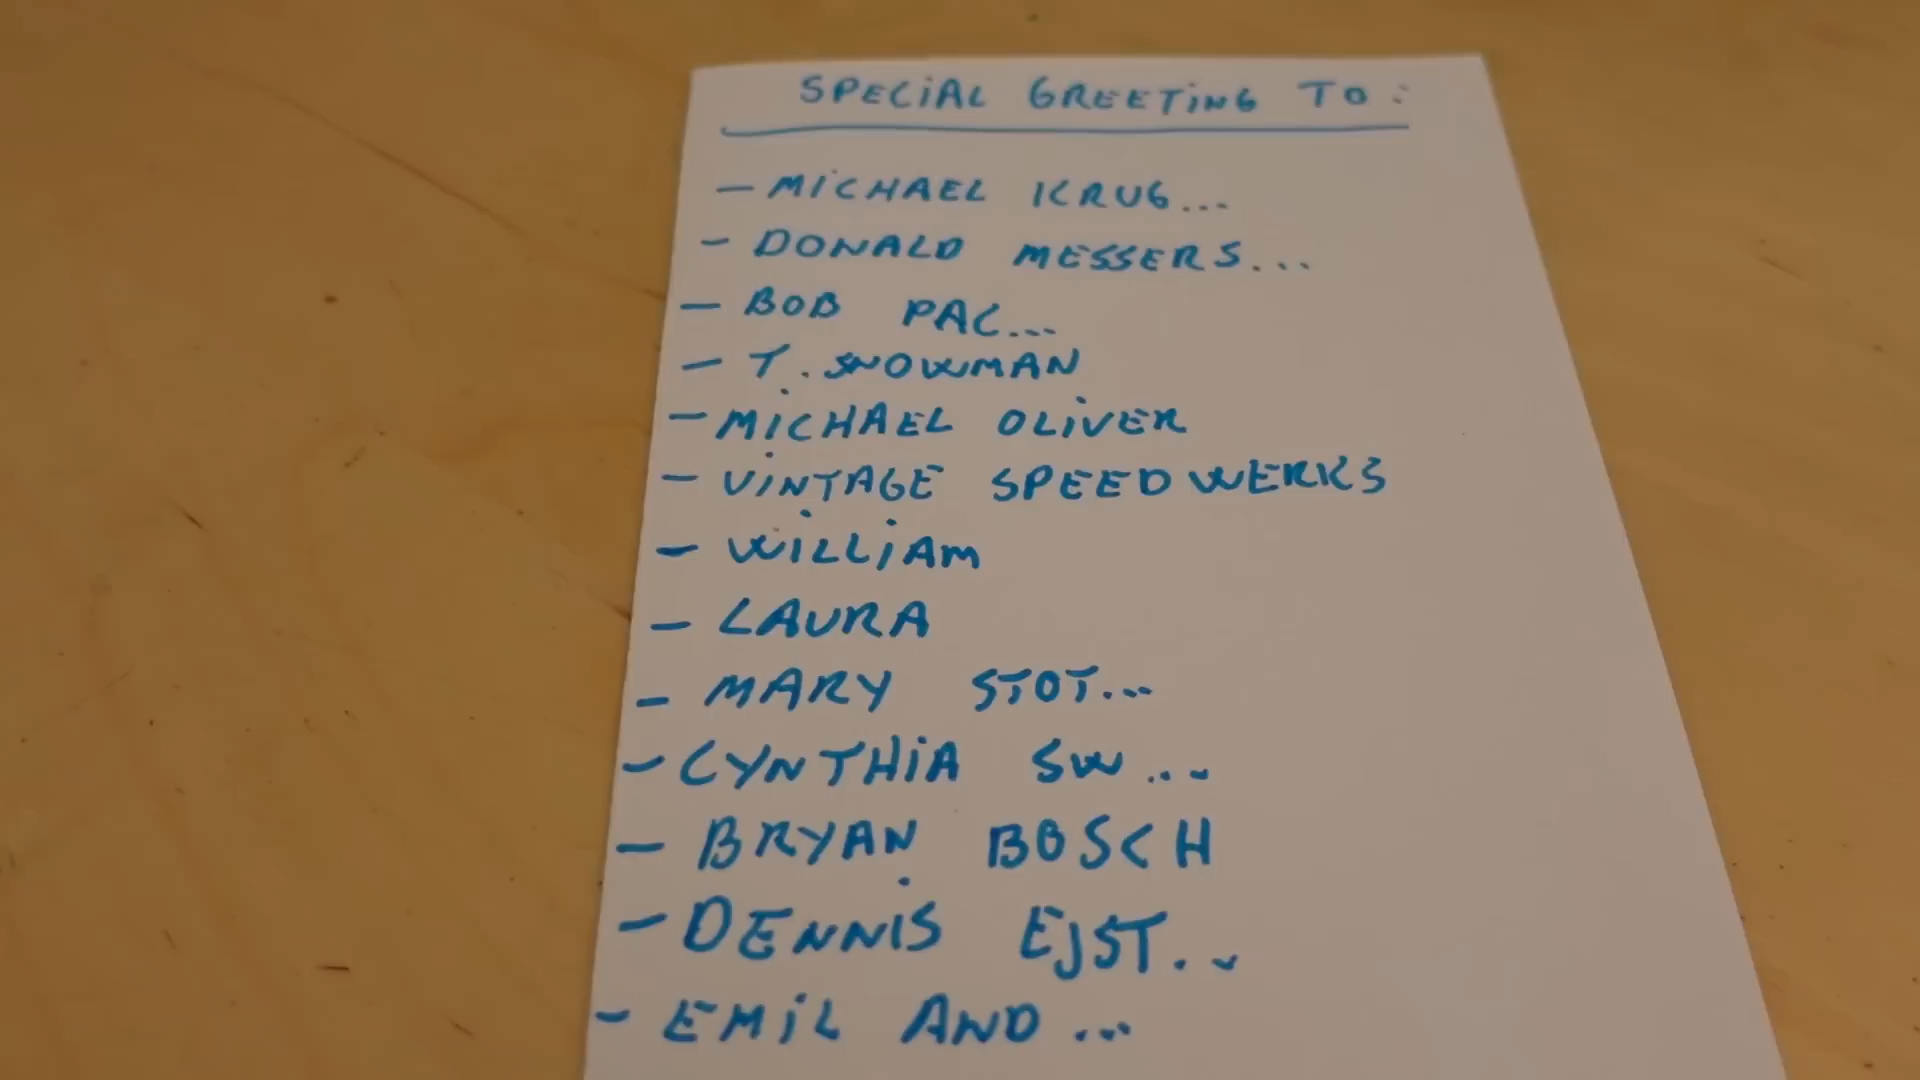 SPECiAL GREETiNG TO:
- MiCHAEL KRUG...
- DONALD MESSERS...
- BOB PAC...
- T. SNOWMAN
- MiCHAEL OLiVER
- ViNTAGE SPEEDWERKS
- WiLLiAM
- LAURA
- MARY STOT...
- CYNTHiA SW...
- BRYAN BOSCH
- DENNiS EJST...
- EMiL AND...